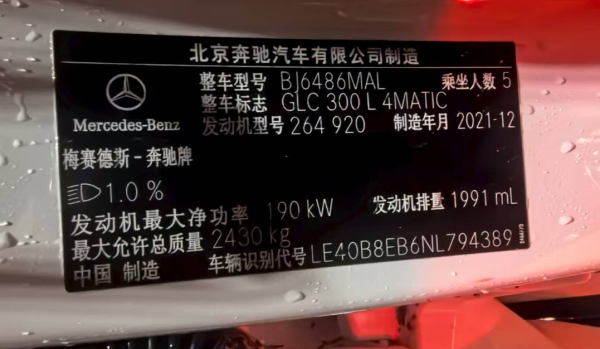 北京奔驰汽车有限公司制造
整车型号 BJ6486MAL 乘坐人数 5
整车标志 GLC 300 L 4MATIC
Mercedes-Benz 发动机型号 264 920 制造年月 2021-12
梅赛德斯-奔驰牌
1.0 %
发动机最大净功率 190 kW 发动机排量 1991 mL
最大允许总质量 2430 kg
中国 制造 车辆识别代号 LE40B8EB6NL794389